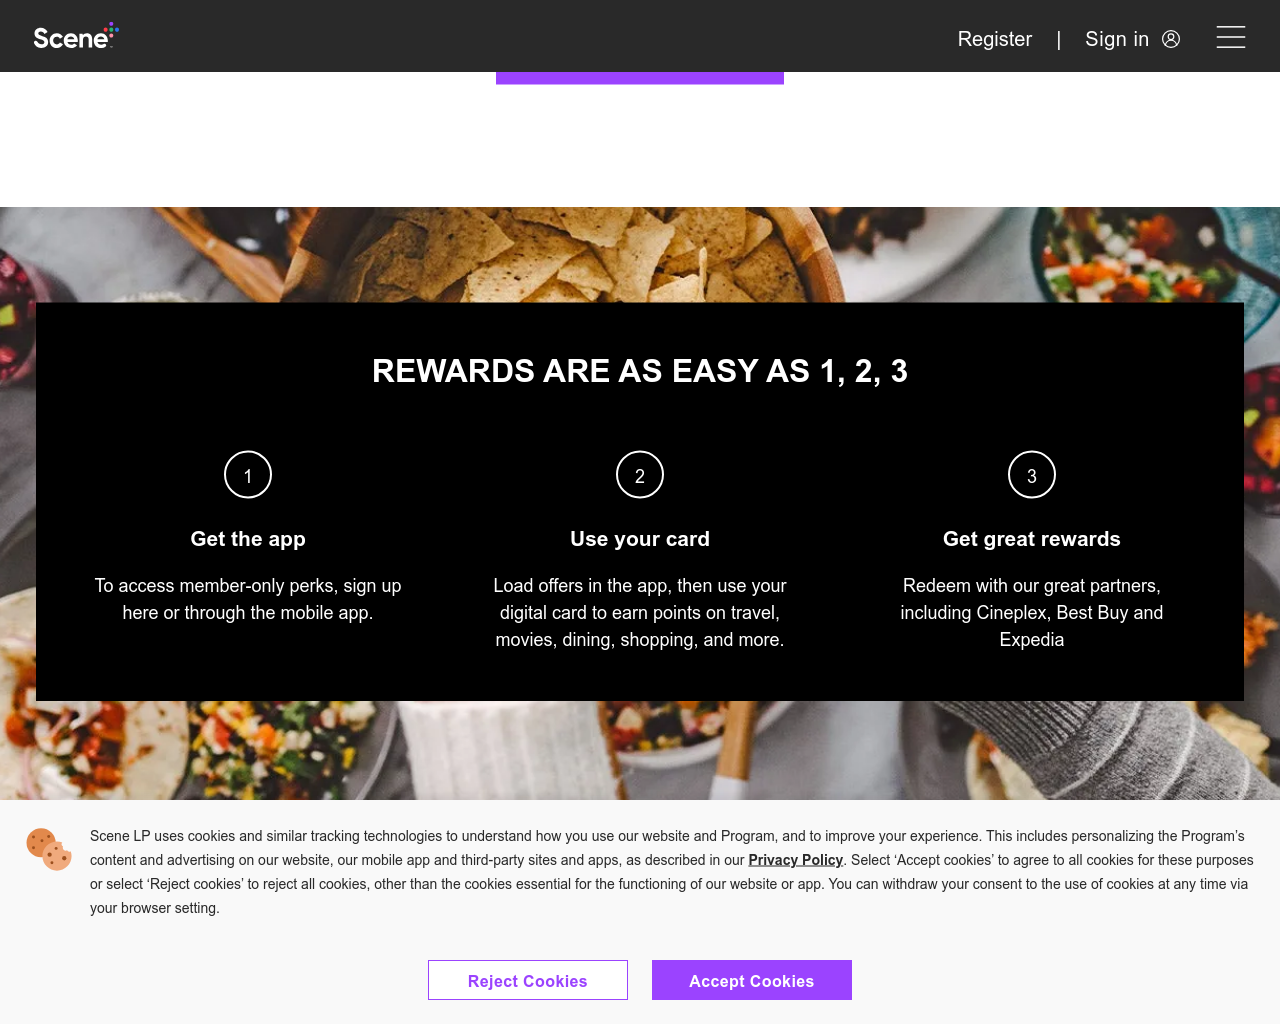 Scene
Register | Sign in
REWARDS ARE AS EASY AS 1, 2, 3
1
Get the app
To access member-only perks, sign up
here or through the mobile app.
2
Use your card
Load offers in the app, then use your
digital card to earn points on travel,
movies, dining, shopping, and more.
3
Get great rewards
Redeem with our great partners,
including Cineplex, Best Buy and
Expedia
Scene LP uses cookies and similar tracking technologies to understand how you use our website and Program, and to improve your experience. This includes personalizing the Program’s
content and advertising on our website, our mobile app and third-party sites and apps, as described in our Privacy Policy. Select ‘Accept cookies’ to agree to all cookies for these purposes
or select ‘Reject cookies’ to reject all cookies, other than the cookies essential for the functioning of our website or app. You can withdraw your consent to the use of cookies at any time via
your browser setting.
Reject Cookies
Accept Cookies